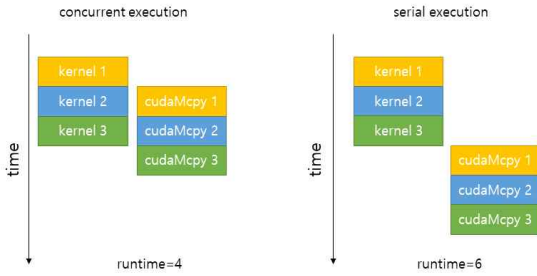 concurrent execution
time
kernel 1
kernel 2
kernel 3
cudaMcpy 1
cudaMcpy 2
cudaMcpy 3
runtime=4
serial execution
time
kernel 1
kernel 2
kernel 3
cudaMcpy 1
cudaMcpy 2
cudaMcpy 3
runtime=6